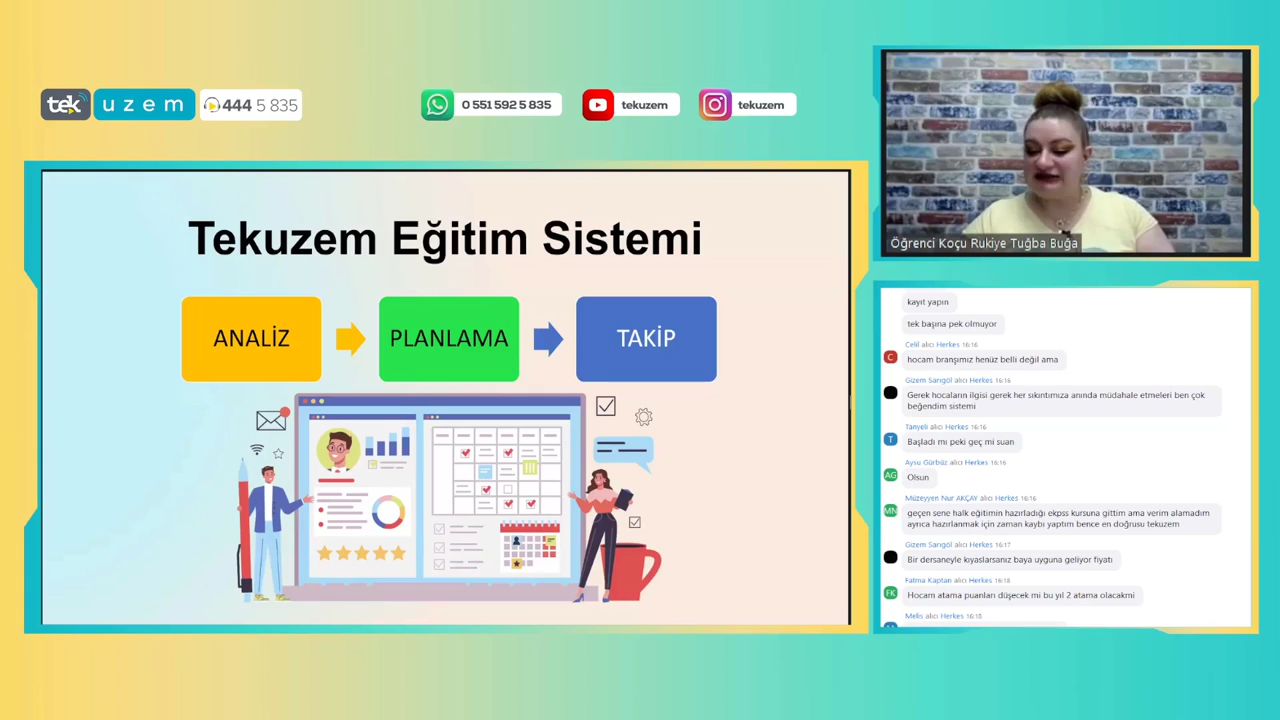 tek uzem 444 5 835
0 551 592 5 835
tekuzem
tekuzem
Tekuzem Eğitim Sistemi
ANALİZ
PLANLAMA
TAKİP
Öğrenci Koçu Rukiye Tuğba Buğa
kayıt yapın
tek başına pek olmuyor
Celil alıcı Herkes 16:16
C
hocam branşımız henüz belli değil ama
Gizem Sarıgöl alıcı Herkes 16:16
Gerek hocaların ilgisi gerek her sıkıntımıza anında müdahale etmeleri ben çok
beğendim sistemi
Tanyeli alıcı Herkes 16:16
T
Başladı mı peki geç mi suan
Aysu Gürbüz alıcı Herkes 16:16
AG
Olsun
Müzeyyen Nur AKÇAY alıcı Herkes 16:16
MN
geçen sene halk eğitimin hazırladıği ekpss kursuna gittim ama verim alamadım
ayrıca hazırlanmak için zaman kaybı yaptım bence en doğrusu tekuzem
Gizem Sarıgöl alıcı Herkes 16:17
Bir dersaneyle kıyaslarsanız baya uyguna geliyor fiyatı
Fatma Kaptan alıcı Herkes 16:18
FK
Hocam atama puanları düşecek mi bu yıl 2 atama olacakmi
Melis alıcı Herkes 16:18